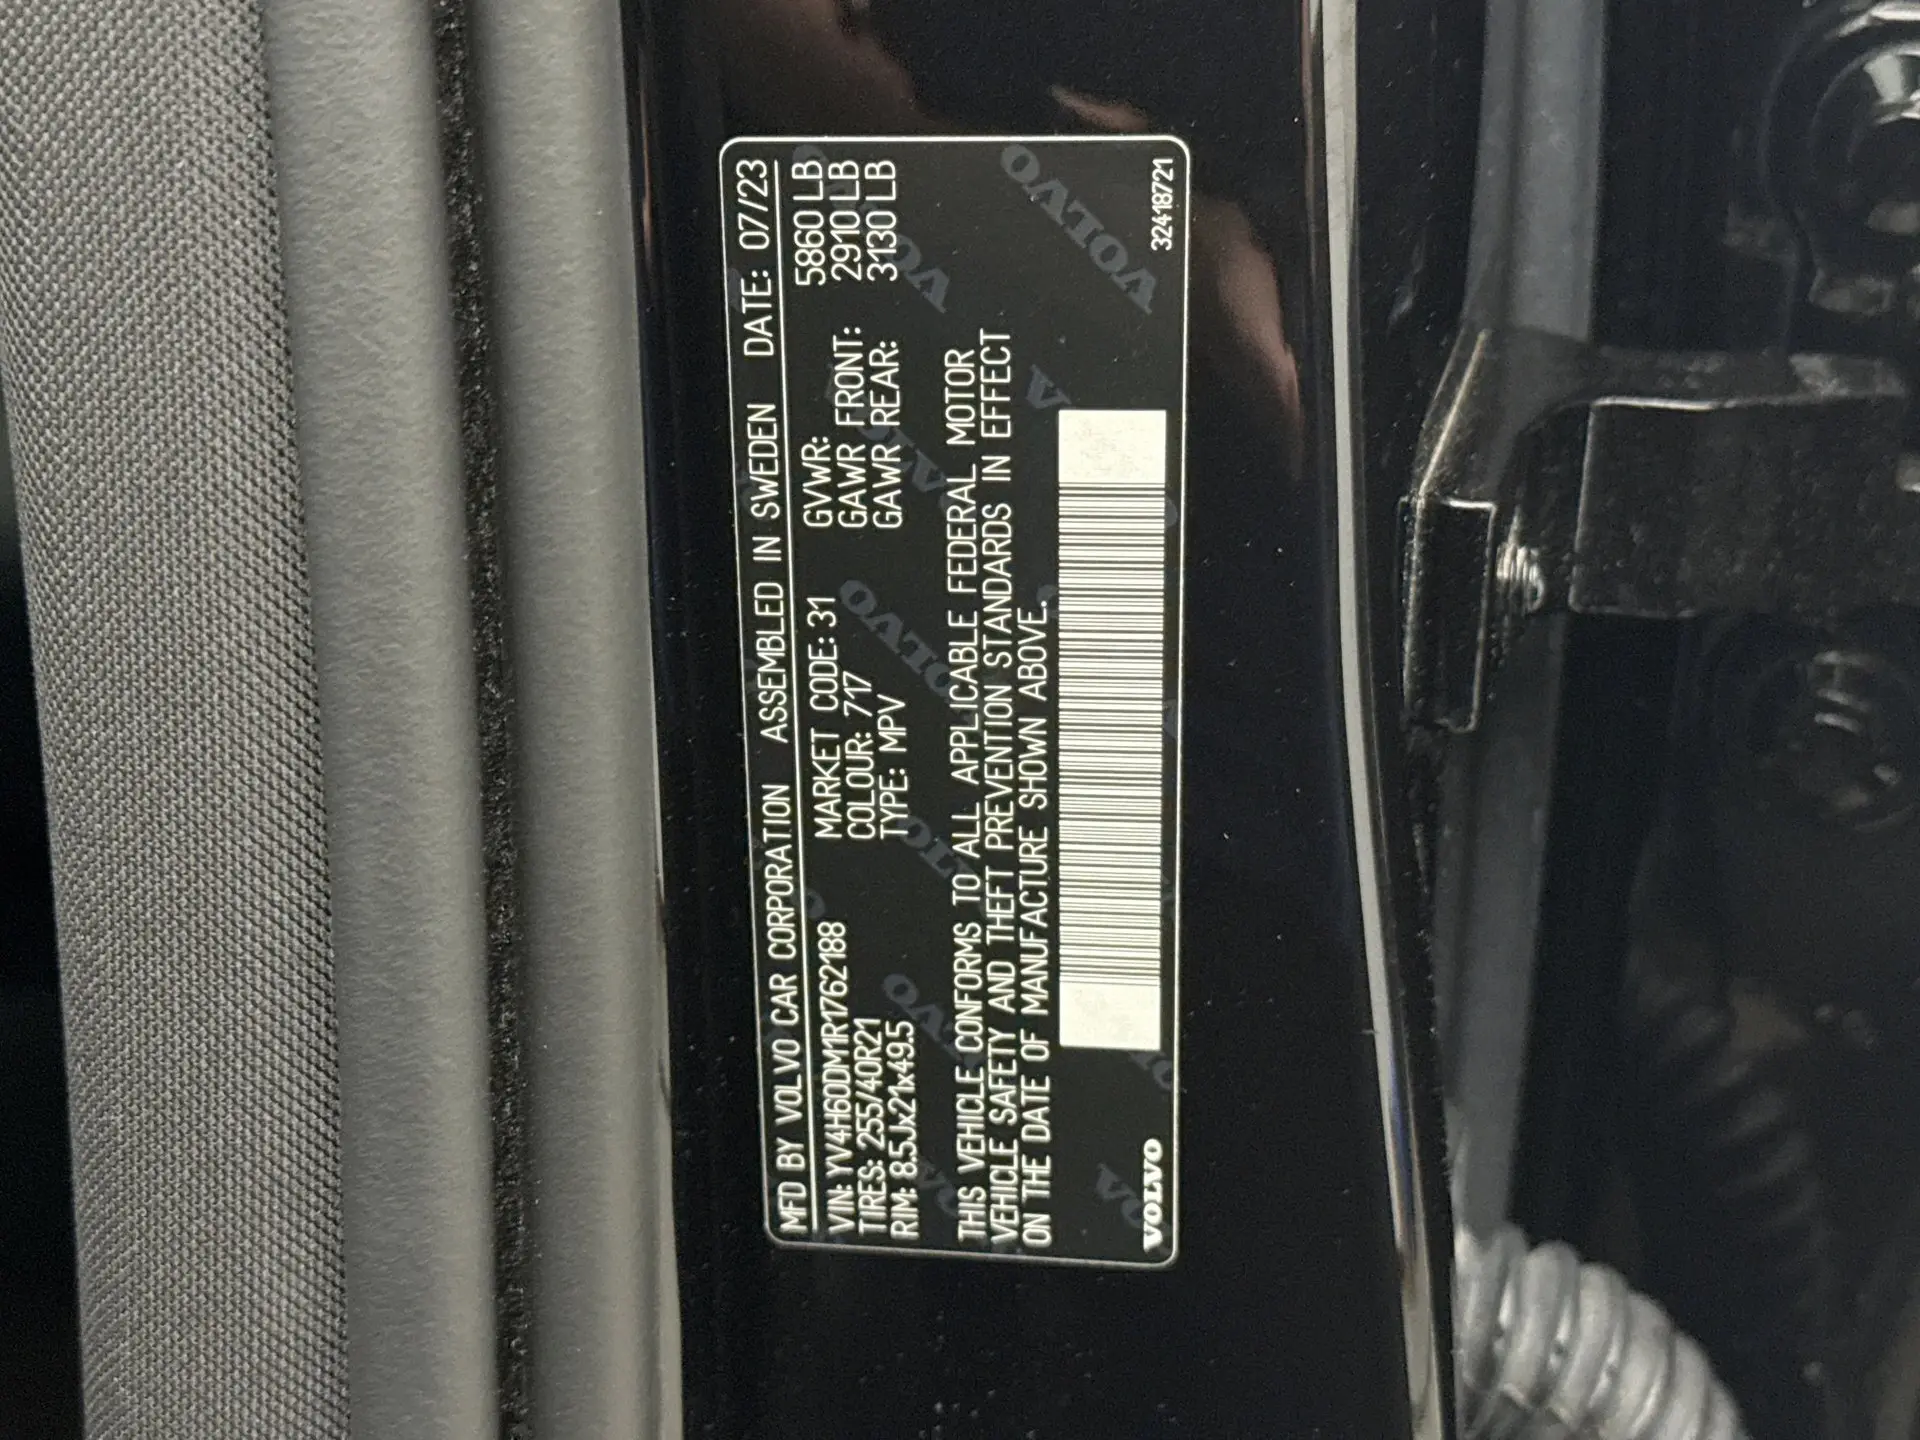 MFD BY VOLVO CAR CORPORATION ASSEMBLED IN SWEDEN DATE: 07/23
VIN: YV4H60DM1R1762188 MARKET CODE: 31 GVWR: 5860 LB
TIRES: 255/40R21 COLOUR: 717 GAWR FRONT: 2910 LB
RIM: 8.5Jx21x49.5 TYPE: MPV GAWR REAR: 3130 LB
THIS VEHICLE CONFORMS TO ALL APPLICABLE FEDERAL MOTOR
VEHICLE SAFETY AND THEFT PREVENTION STANDARDS IN EFFECT
ON THE DATE OF MANUFACTURE SHOWN ABOVE.
VOLVO 32418721